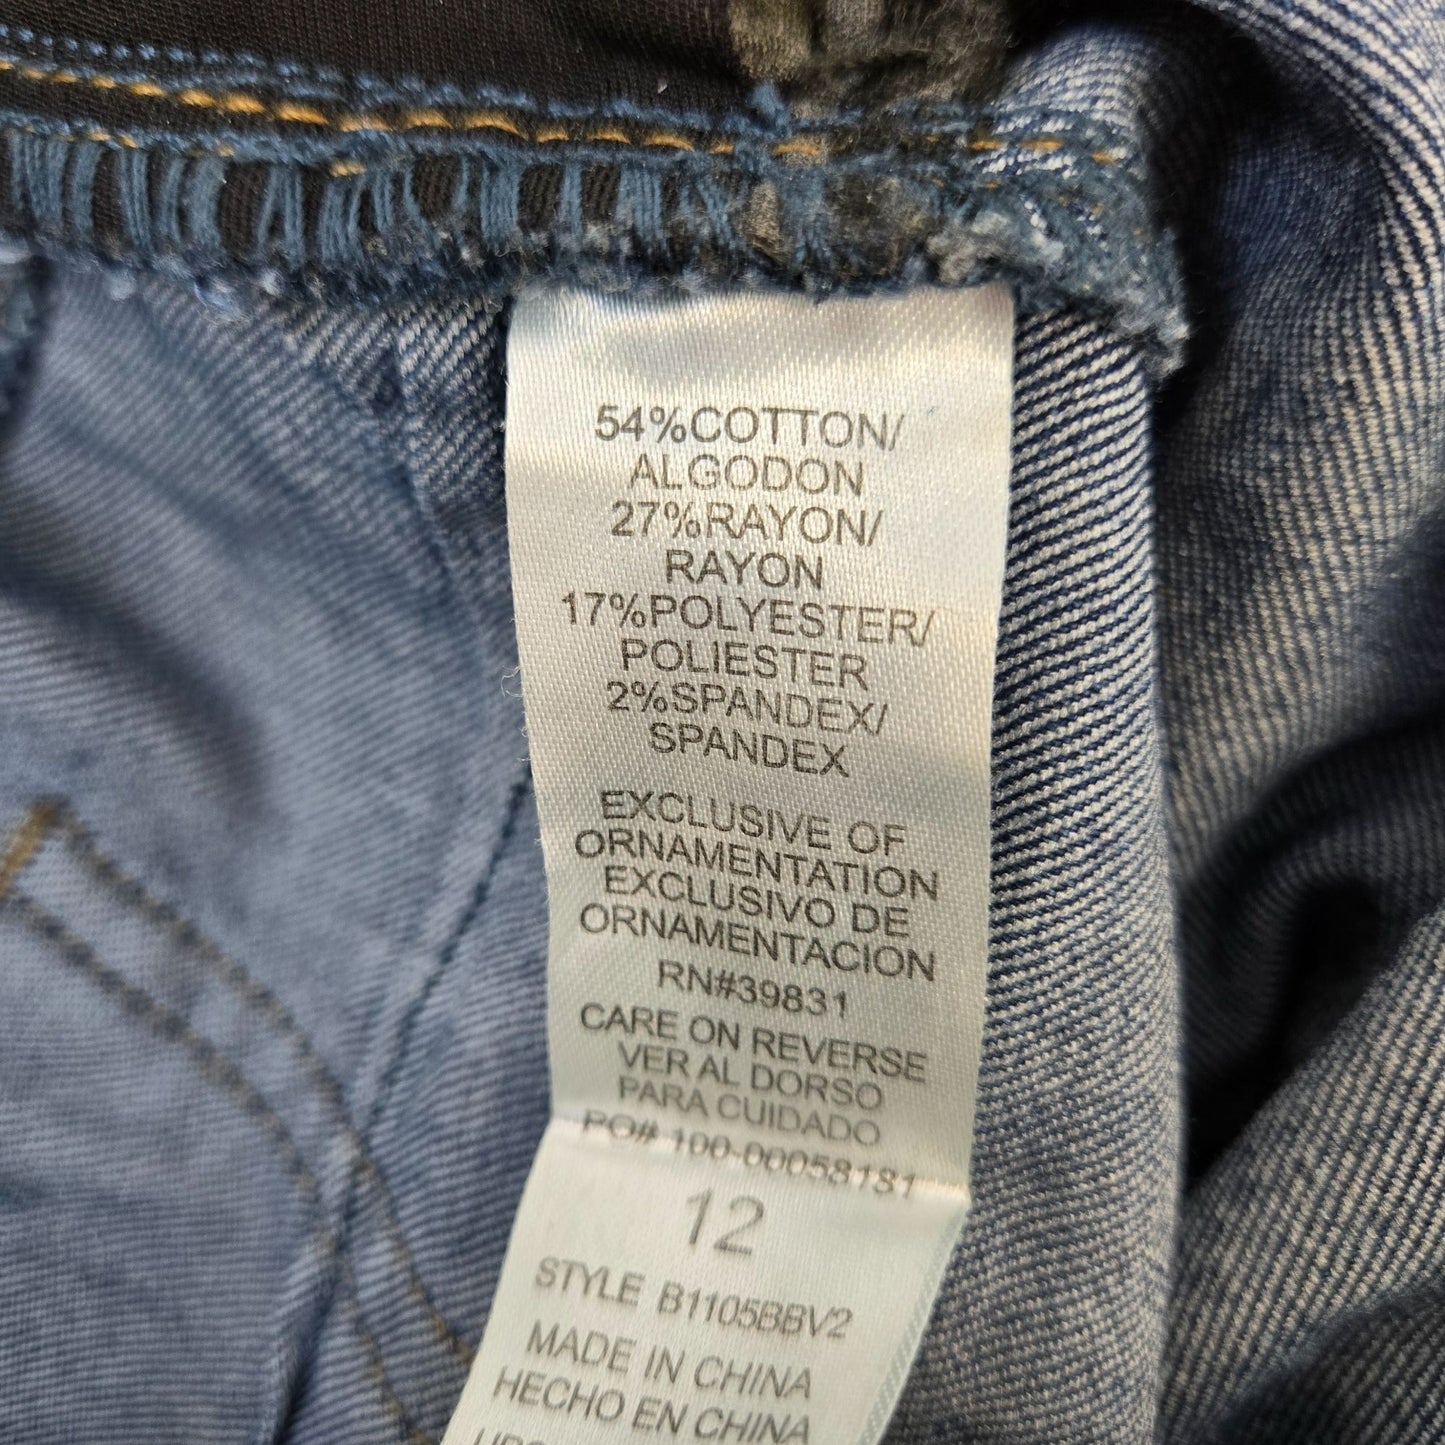 54%COTTON/
ALGODON
27%RAYON/
RAYON
17%POLYESTER/
POLIESTER
2%SPANDEX/
SPANDEX
EXCLUSIVE OF
ORNAMENTATION
EXCLUSIVO DE
ORNAMENTACION
RN#39831
CARE ON REVERSE
VER AL DORSO
PARA CUIDADO
PO# 100-00058181
12
STYLE B1105BBV2
MADE IN CHINA
HECHO EN CHINA